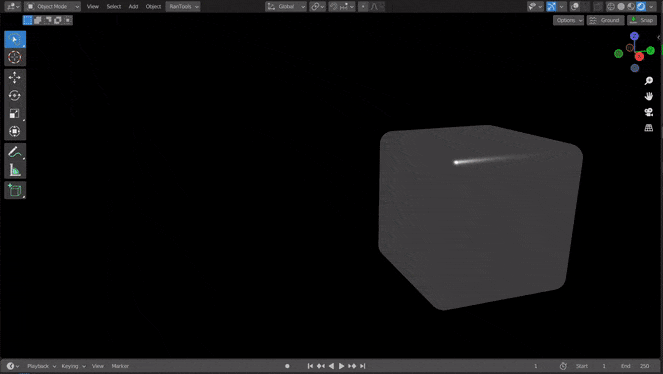 Object Mode View Select Add Object RanTools Global
Options Ground Snap
Z
Playback Keying View Marker 1 Start 1 End 250